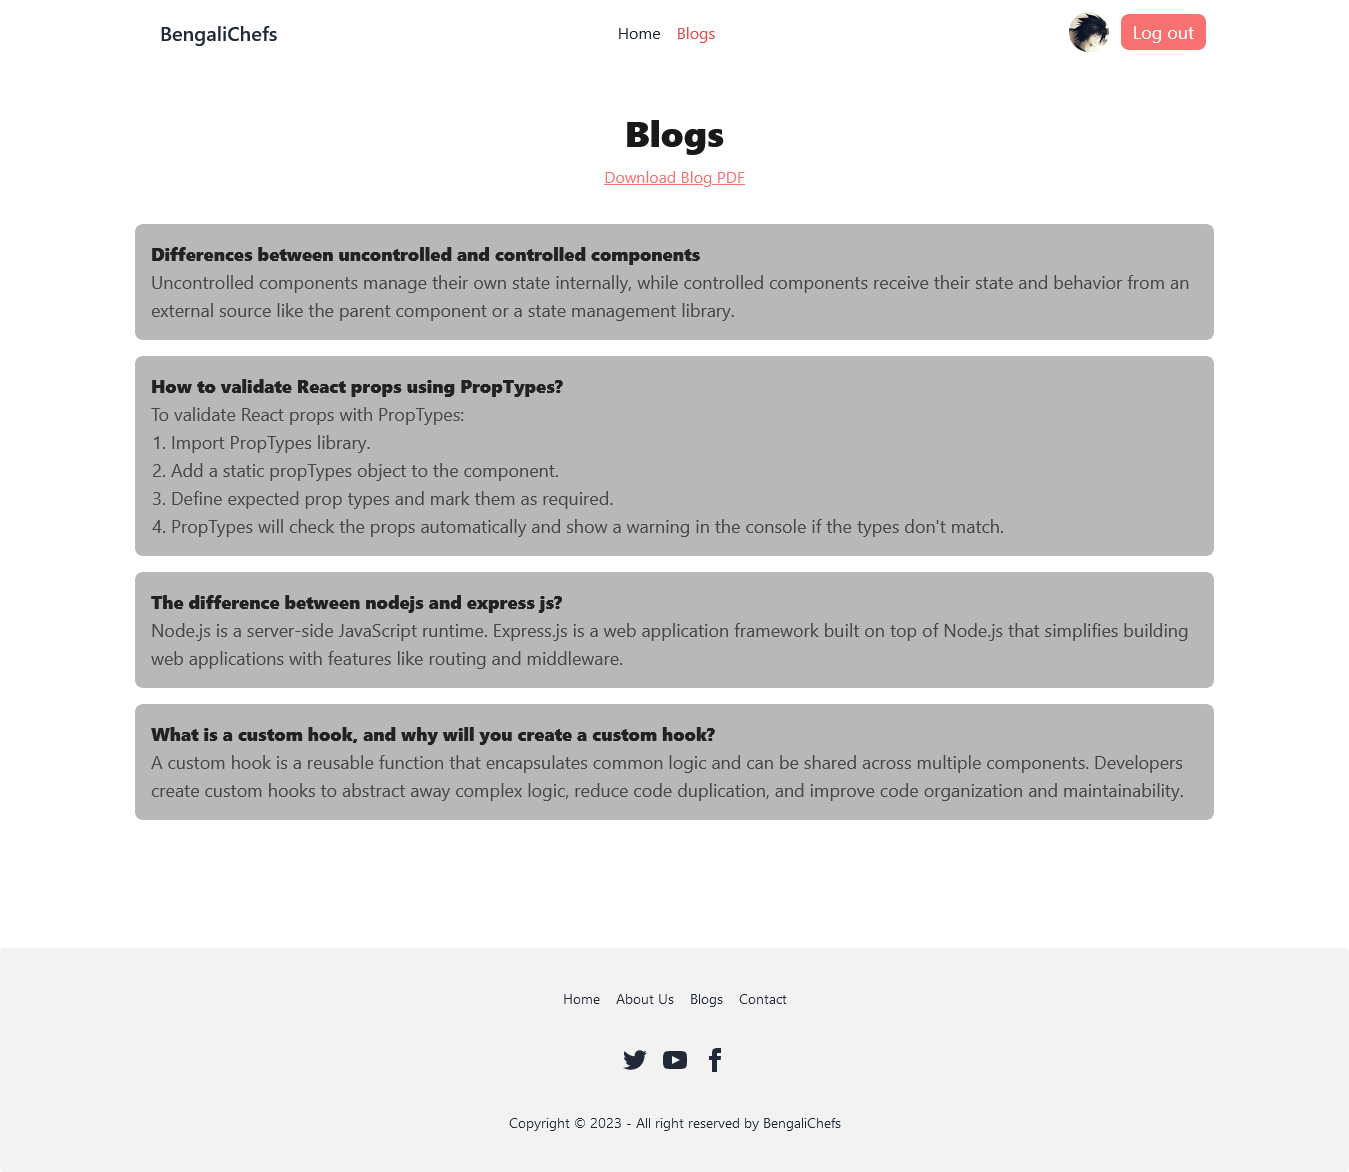 BengaliChefs
Home Blogs
Log out
Blogs
Download Blog PDF
Differences between uncontrolled and controlled components
Uncontrolled components manage their own state internally, while controlled components receive their state and behavior from an
external source like the parent component or a state management library.
How to validate React props using PropTypes?
To validate React props with PropTypes:
1. Import PropTypes library.
2. Add a static propTypes object to the component.
3. Define expected prop types and mark them as required.
4. PropTypes will check the props automatically and show a warning in the console if the types don't match.
The difference between nodejs and express js?
Node.js is a server-side JavaScript runtime. Express.js is a web application framework built on top of Node.js that simplifies building
web applications with features like routing and middleware.
What is a custom hook, and why will you create a custom hook?
A custom hook is a reusable function that encapsulates common logic and can be shared across multiple components. Developers
create custom hooks to abstract away complex logic, reduce code duplication, and improve code organization and maintainability.
Home About Us Blogs Contact
Copyright © 2023 - All right reserved by BengaliChefs